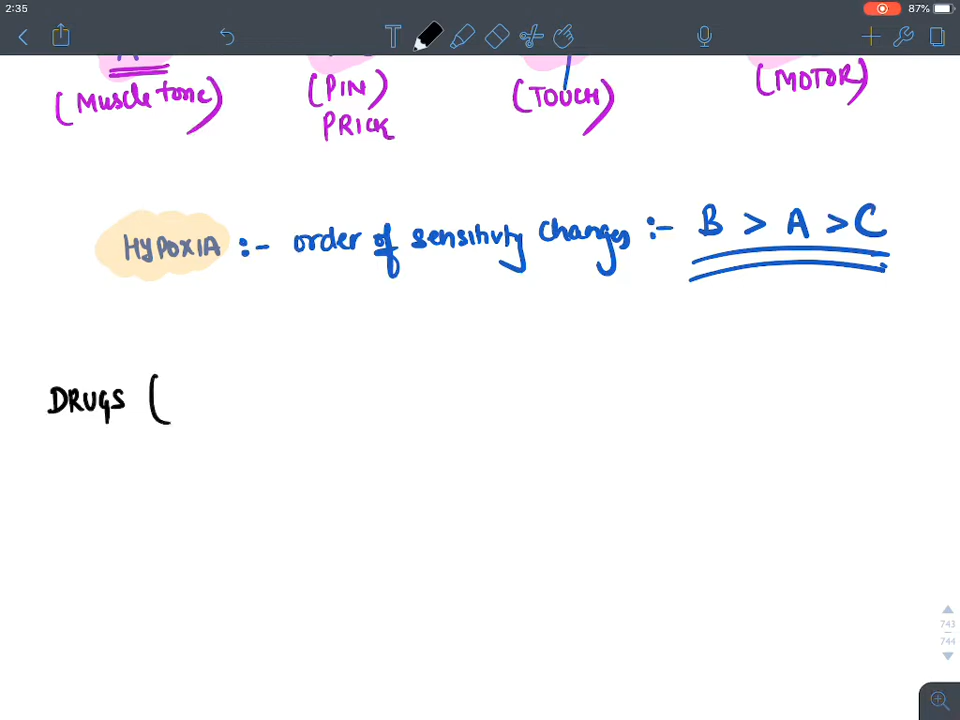 2:35
87%
T
(Muscle tone)
(PIN)
PRICK
(TOUCH)
(MOTOR)
HYPOXIA :- order of sensitivity changes :- B > A > C
DRUGS (
743
744